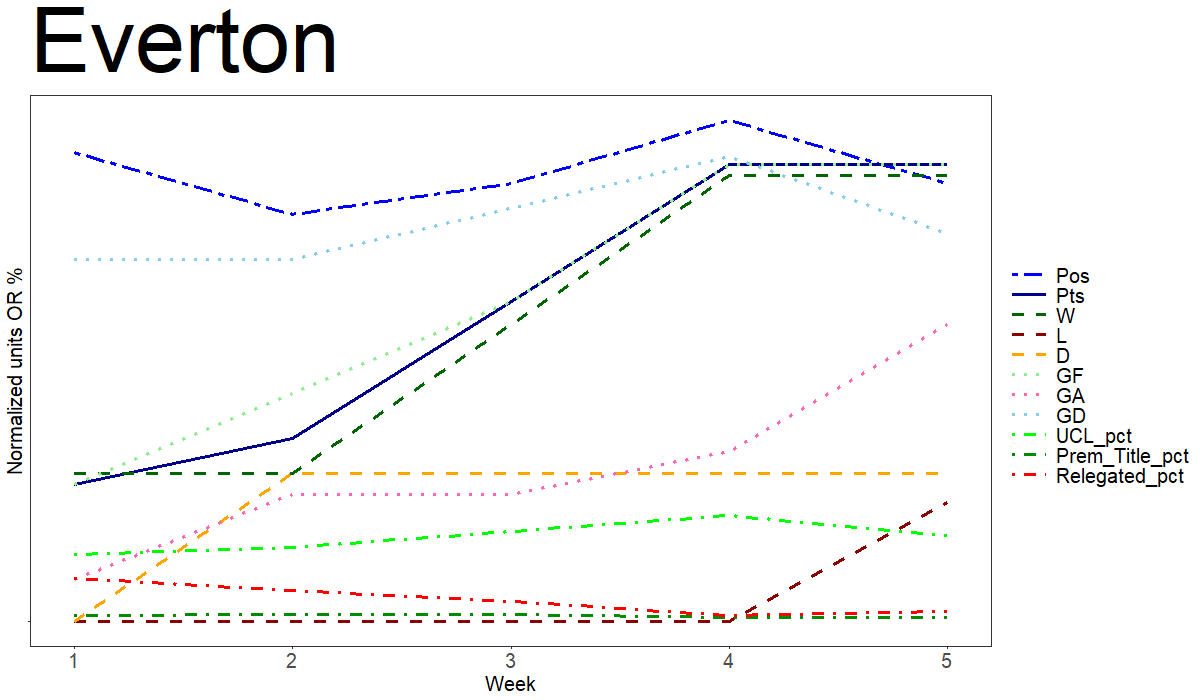 Everton
Normalized units OR %
1 2 3 4 5
Week
Pos
Pts
W
L
D
GF
GA
GD
UCL_pct
Prem_Title_pct
Relegated_pct